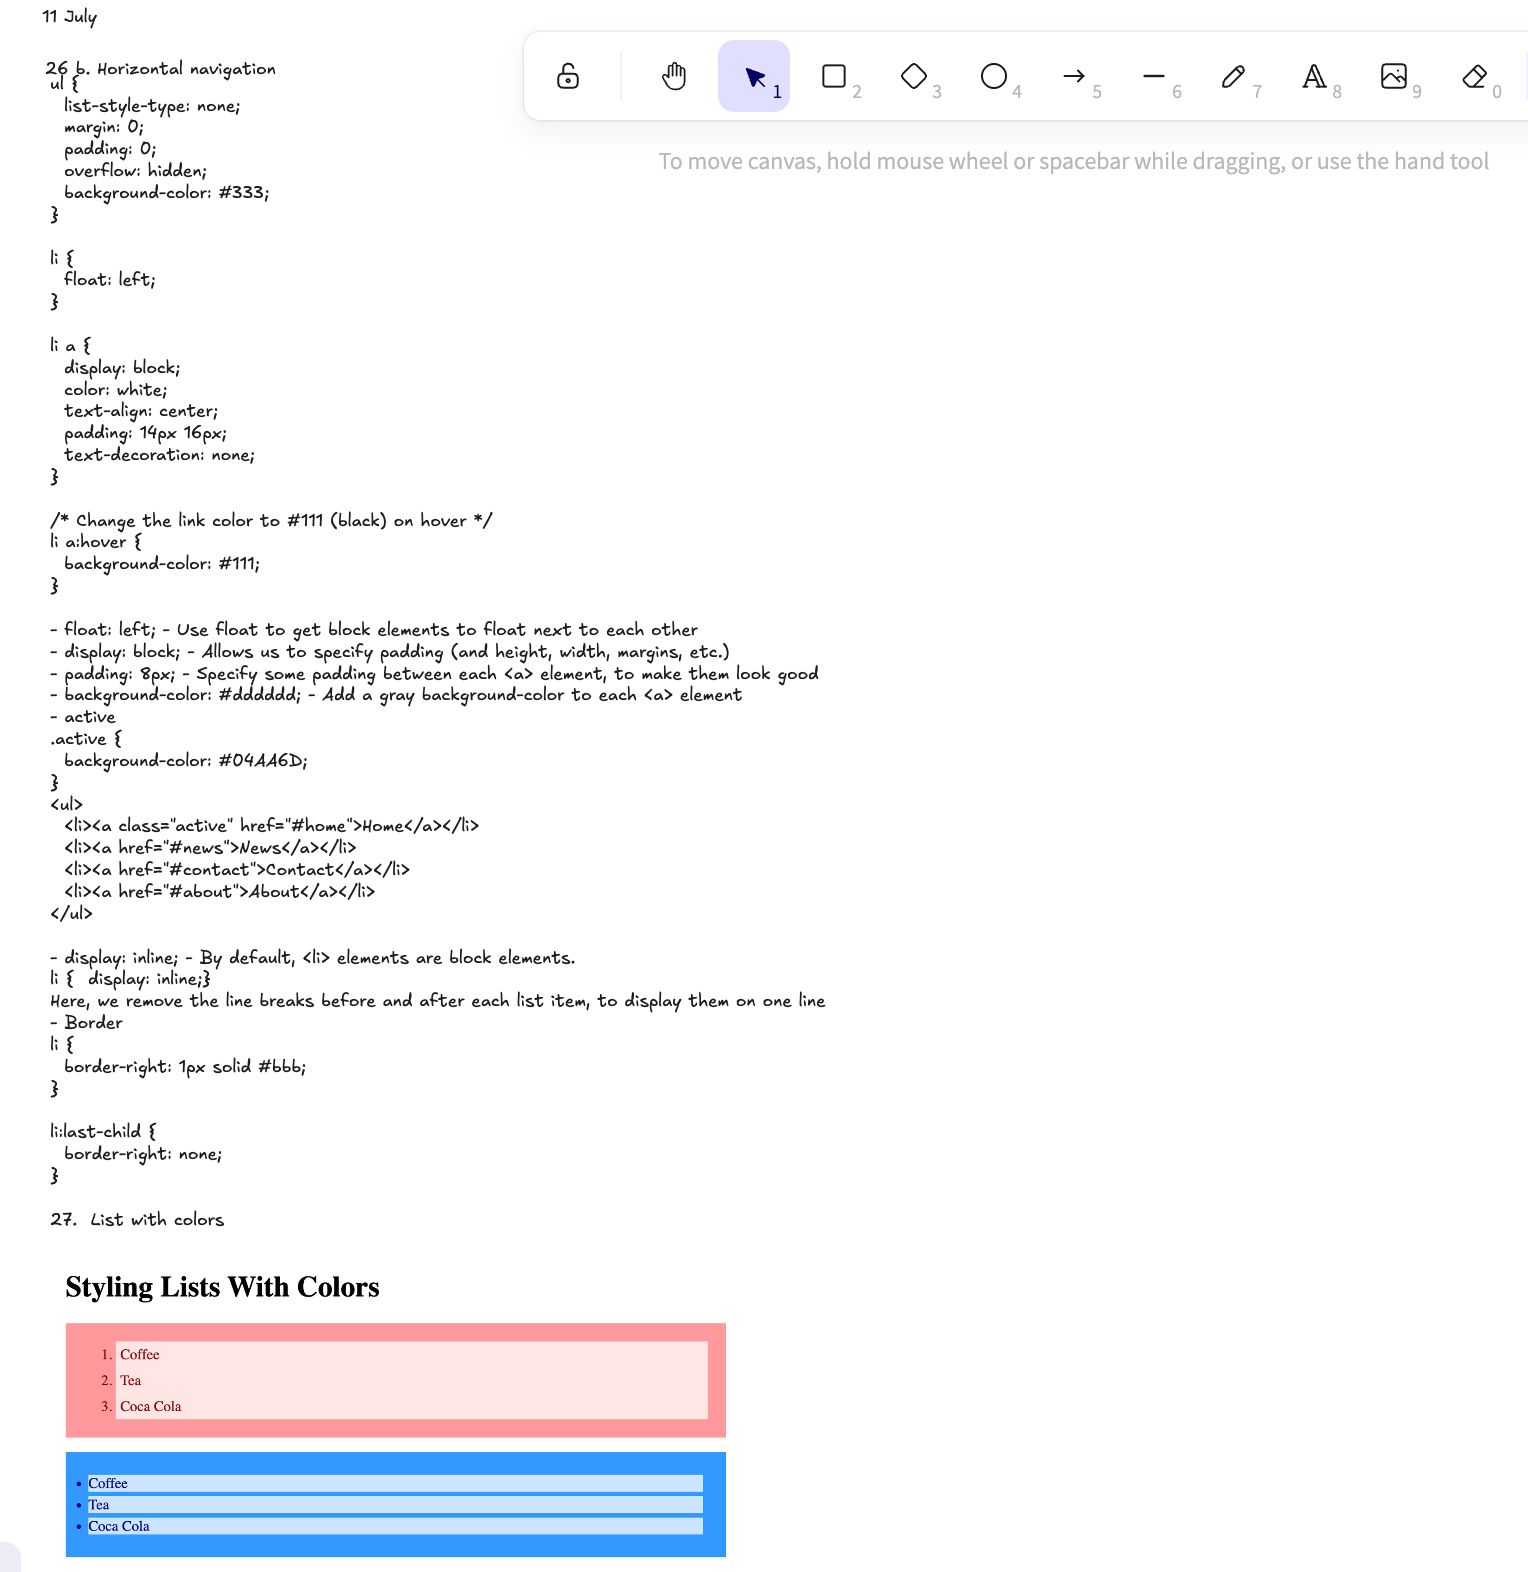 11 July
26 b. Horizontal navigation
ul {
  list-style-type: none;
  margin: 0;
  padding: 0;
  overflow: hidden;
  background-color: #333;
}
li {
  float: left;
}
li a {
  display: block;
  color: white;
  text-align: center;
  padding: 14px 16px;
  text-decoration: none;
}
/* Change the link color to #111 (black) on hover */
li a:hover {
  background-color: #111;
}
- float: left; - Use float to get block elements to float next to each other
- display: block; - Allows us to specify padding (and height, width, margins, etc.)
- padding: 8px; - Specify some padding between each <a> element, to make them look good
- background-color: #dddddd; - Add a gray background-color to each <a> element
- active
.active {
  background-color: #04AA6D;
}
<ul>
  <li><a class="active" href="#home">Home</a></li>
  <li><a href="#news">News</a></li>
  <li><a href="#contact">Contact</a></li>
  <li><a href="#about">About</a></li>
</ul>
- display: inline; - By default, <li> elements are block elements.
li {  display: inline;}
Here, we remove the line breaks before and after each list item, to display them on one line
- Border
li {
  border-right: 1px solid #bbb;
}
li:last-child {
  border-right: none;
}
27.  List with colors
Styling Lists With Colors
1. Coffee
2. Tea
3. Coca Cola
• Coffee
• Tea
• Coca Cola
1 2 3 4 5 6 7 A 8 9 0
To move canvas, hold mouse wheel or spacebar while dragging, or use the hand tool